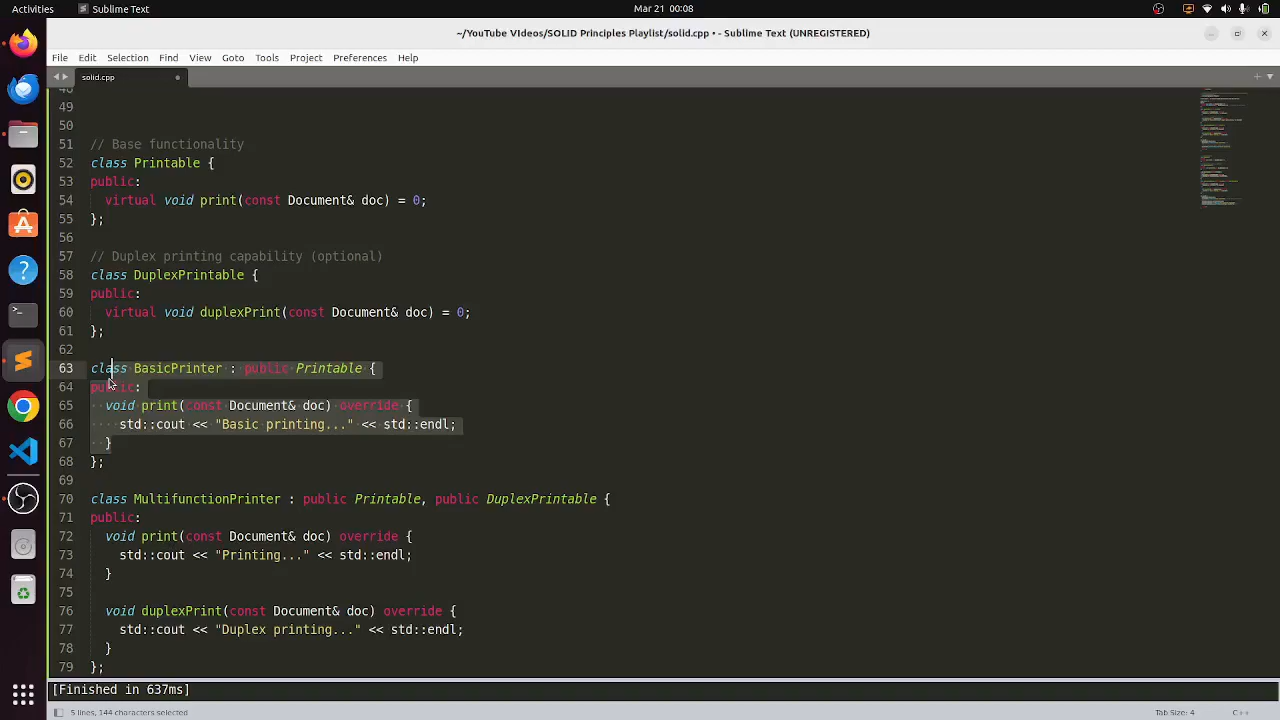 Activities Sublime Text Mar 21 00:08
~/YouTube VIdeos/SOLID Principles Playlist/solid.cpp • - Sublime Text (UNREGISTERED)
File Edit Selection Find View Goto Tools Project Preferences Help
solid.cpp
48
49
50
51 // Base functionality
52 class Printable {
53 public:
54 virtual void print(const Document& doc) = 0;
55 };
56
57 // Duplex printing capability (optional)
58 class DuplexPrintable {
59 public:
60 virtual void duplexPrint(const Document& doc) = 0;
61 };
62
63 class BasicPrinter : public Printable {
64 public:
65 void print(const Document& doc) override {
66 std::cout << "Basic printing..." << std::endl;
67 }
68 };
69
70 class MultifunctionPrinter : public Printable, public DuplexPrintable {
71 public:
72 void print(const Document& doc) override {
73 std::cout << "Printing..." << std::endl;
74 }
75
76 void duplexPrint(const Document& doc) override {
77 std::cout << "Duplex printing..." << std::endl;
78 }
79 };
[Finished in 637ms]
5 lines, 144 characters selected Tab Size: 4 C++